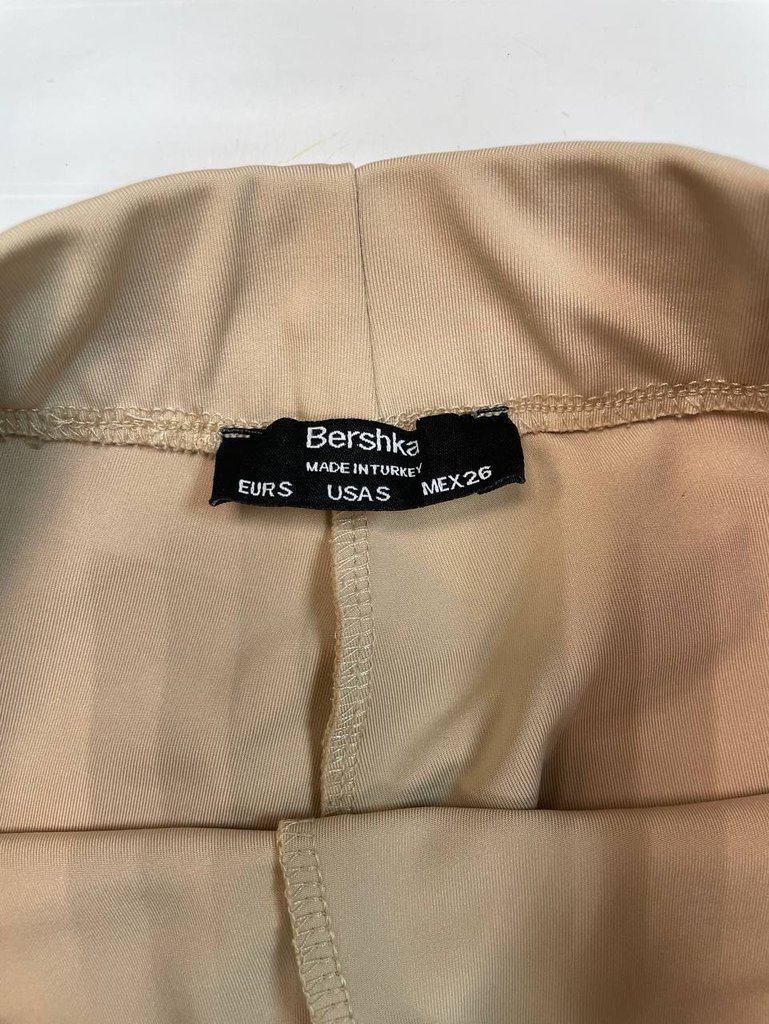 Bershka
MADE IN TURKEY
EUR S USA S MEX 26